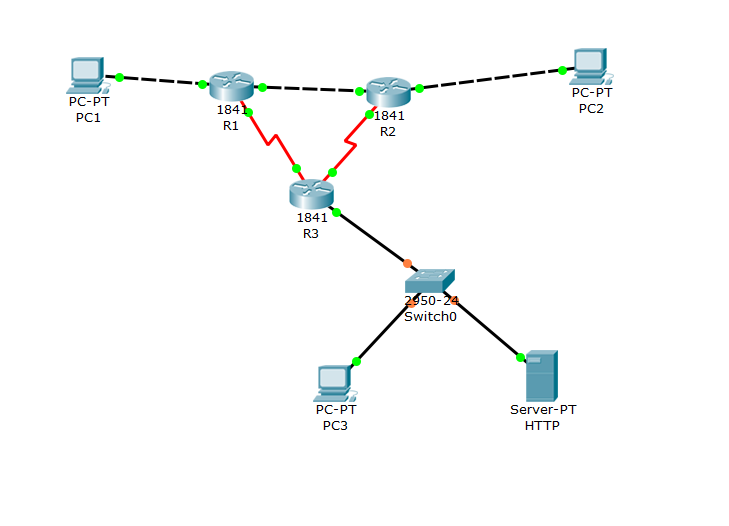 PC-PT
PC1
1841
R1
1841
R2
PC-PT
PC2
1841
R3
2950-24
Switch0
PC-PT
PC3
Server-PT
HTTP